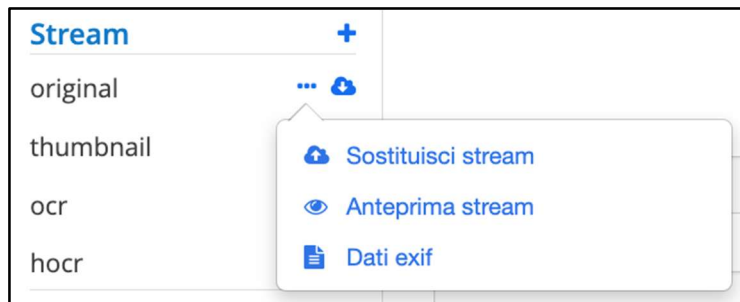 Stream
original
thumbnail
ocr
hocr
Sostituisci stream
Anteprima stream
Dati exif